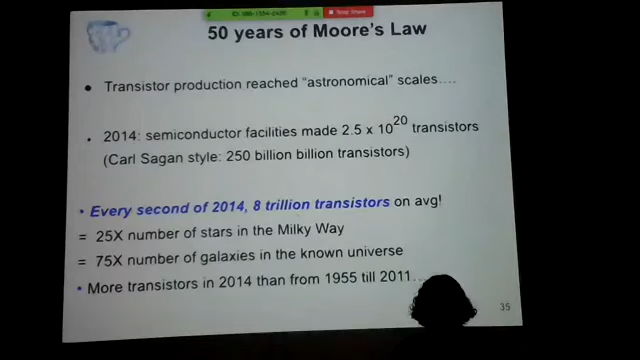 Stop Share
50 years of Moore's Law
• Transistor production reached "astronomical" scales….
• 2014: semiconductor facilities made 2.5 x 10^20 transistors
(Carl Sagan style: 250 billion billion transistors)
• Every second of 2014, 8 trillion transistors on avg!
= 25X number of stars in the Milky Way
= 75X number of galaxies in the known universe
• More transistors in 2014 than from 1955 till 2011…
35